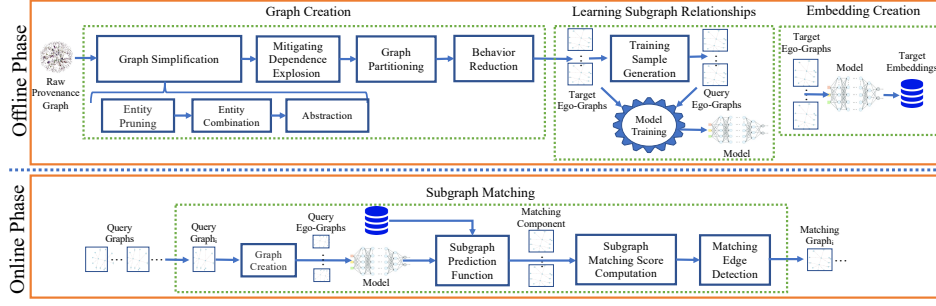 Offline Phase
Graph Creation
Learning Subgraph Relationships
Embedding Creation
Raw
Provenance
Graph
Graph Simplification
Mitigating
Dependence
Explosion
Graph
Partitioning
Behavior
Reduction
Entity
Pruning
Entity
Combination
Abstraction
Target
Ego-Graphs
Training
Sample
Generation
Query
Ego-Graphs
Model
Training
Model
Target
Ego-Graphs
Model
Target
Embeddings
Online Phase
Subgraph Matching
Query
Graphs
Query
Graphᵢ
Graph
Creation
Query
Ego-Graphs
Model
Subgraph
Prediction
Function
Matching
Component
Subgraph
Matching Score
Computation
Matching
Edge
Detection
Matching
Graphᵢ